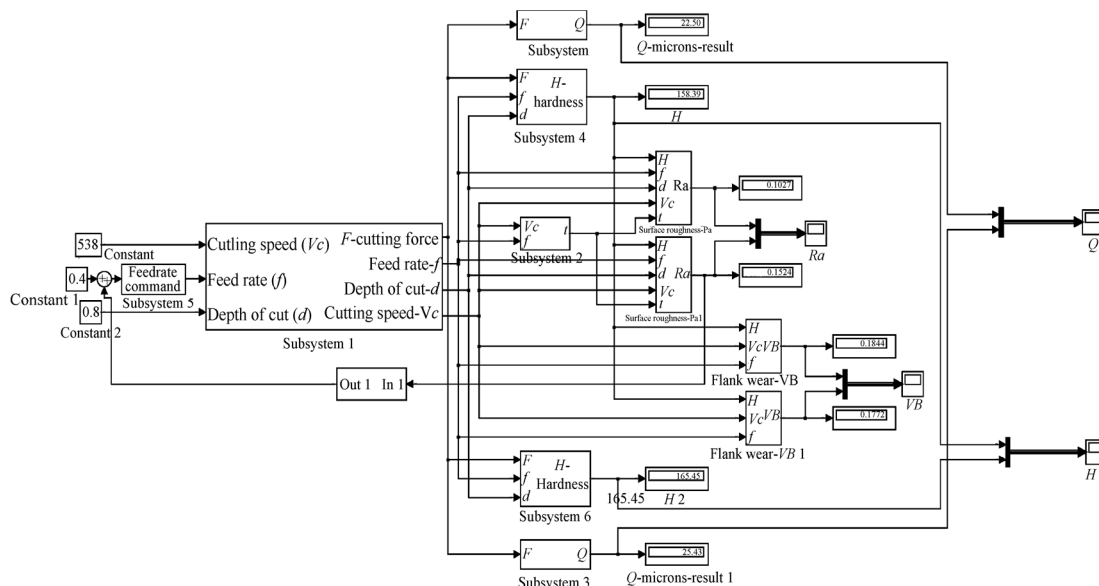 F Q
22.50
Subsystem
Q-microns-result
F
f
d
H-
hardness
Subsystem 4
158.39
H
H
f
d Ra
Vc
t
Surface roughness-Pa
0.1027
Ra
Vc
f
t
Subsystem 2
H
f
d Ra
Vc
t
Surface roughness-Pa1
0.1524
Q
538
Constant
0.4
Constant 1
0.8
Constant 2
Feedrate
command
Subsystem 5
Cutling speed (Vc)
Feed rate (f)
Depth of cut (d)
F-cutting force
Feed rate-f
Depth of cut-d
Cutting speed-Vc
Subsystem 1
Out 1 In 1
H
VcVB
f
Flank wear-VB
0.1844
VB
H
VcVB
f
Flank wear-VB 1
0.1772
F
f
d
H-
Hardness
Subsystem 6
165.45
165.45
H 2
H
F Q
Subsystem 3
25.43
Q-microns-result 1